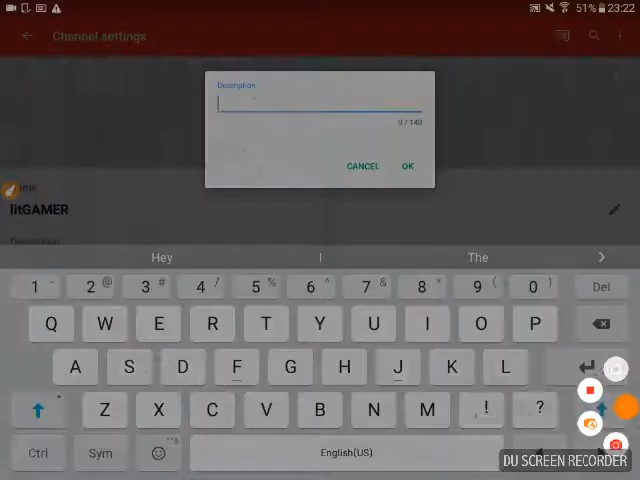 51% 23:22
Channel settings
Description
0 / 140
CANCEL OK
litGAMER
Description
Hey I The
1 - 2 @ 3 # 4 / 5 % 6 ^ 7 & 8 * 9 ( 0 ) Del
Q W E R T Y U I O P
A S D F G H J K L
Z X C V B N M , ! . ?
Ctrl Sym English(US)
DU SCREEN RECORDER